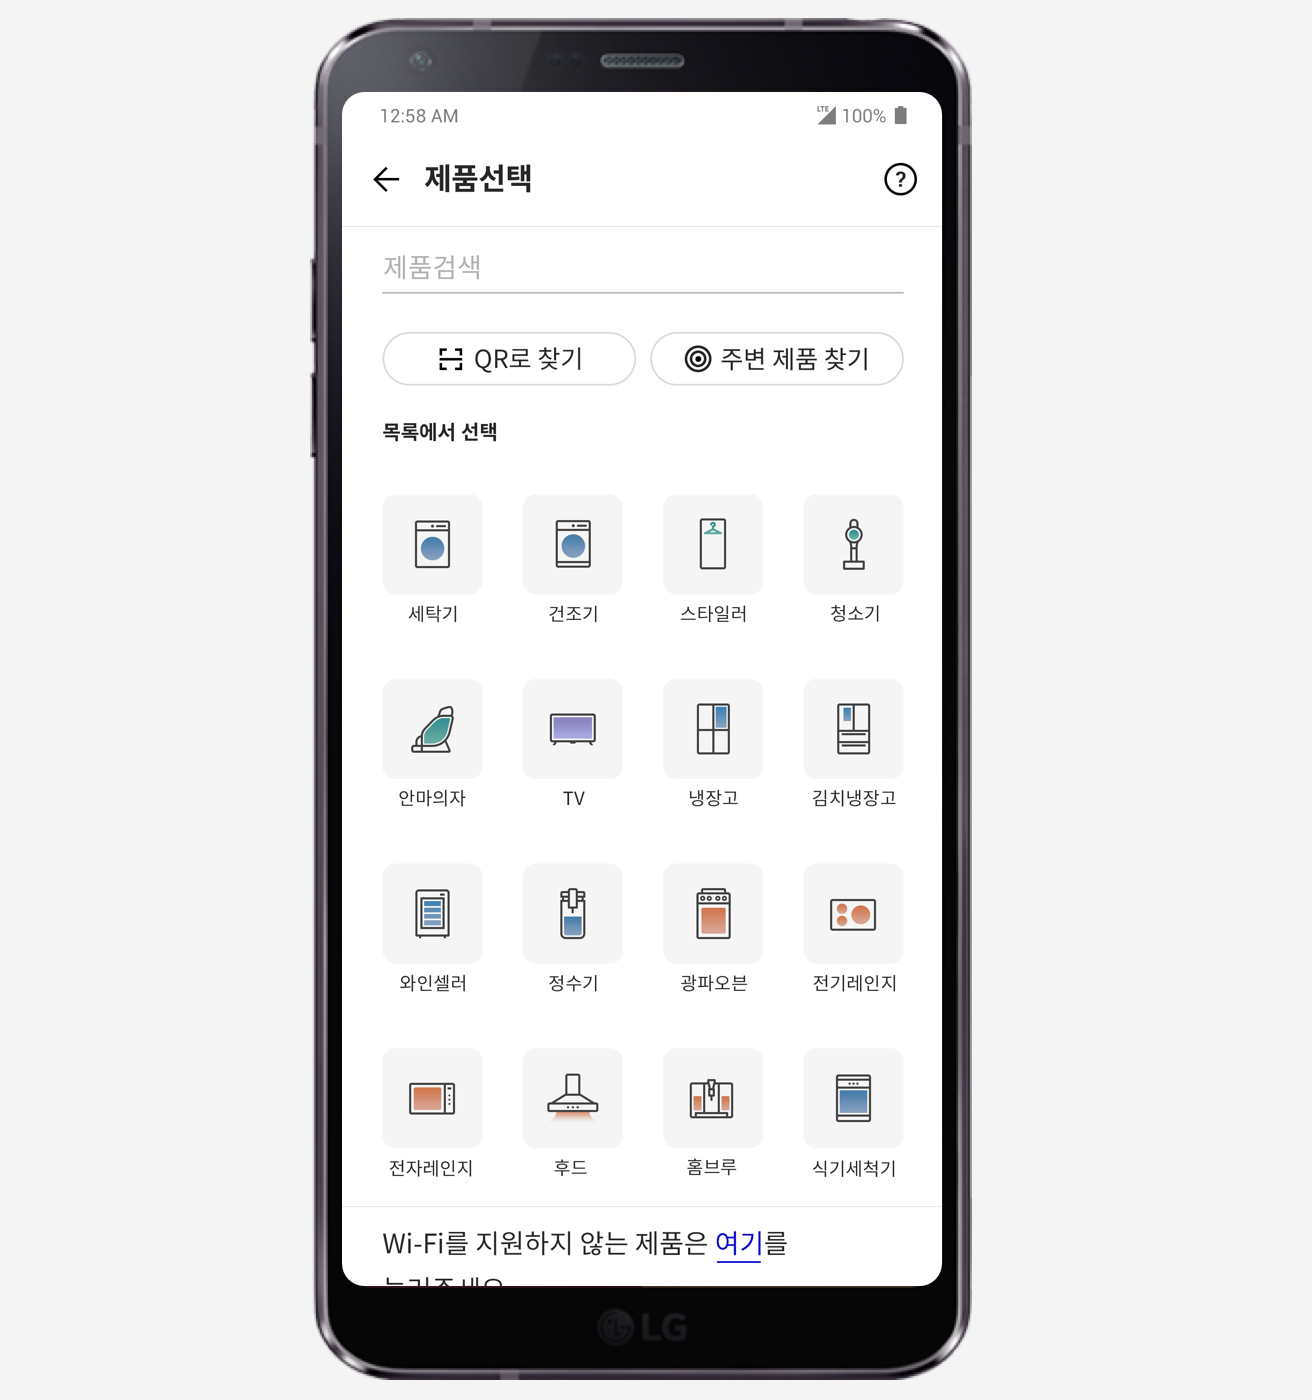 12:58 AM LTE 100%
제품선택 ?
제품검색
QR로 찾기 주변 제품 찾기
목록에서 선택
세탁기 건조기 스타일러 청소기
안마의자 TV 냉장고 김치냉장고
와인셀러 정수기 광파오븐 전기레인지
전자레인지 후드 홈브루 식기세척기
Wi-Fi를 지원하지 않는 제품은 여기를
눌러주세요
LG